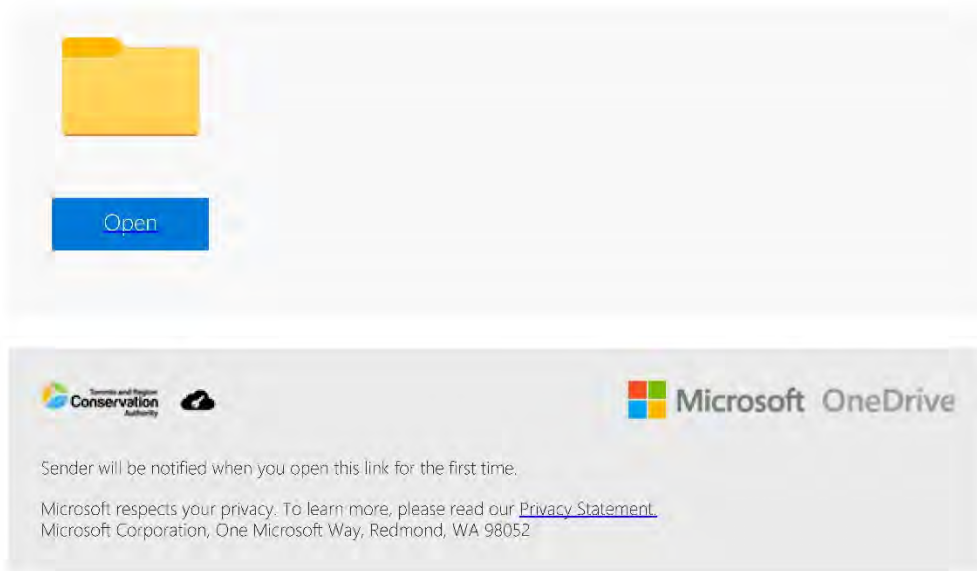 Open
Toronto and Region
Conservation
Authority
Microsoft OneDrive
Sender will be notified when you open this link for the first time.
Microsoft respects your privacy. To learn more, please read our Privacy Statement.
Microsoft Corporation, One Microsoft Way, Redmond, WA 98052